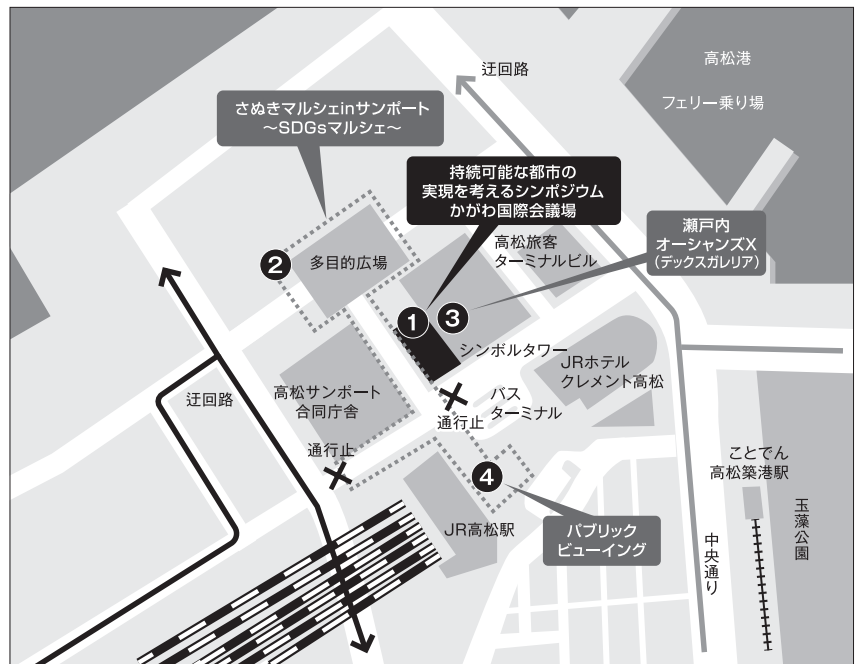 高松港
フェリー乗り場
迂回路
さぬきマルシェinサンポート
～SDGsマルシェ～
持続可能な都市の
実現を考えるシンポジウム
かがわ国際会議場
瀬戸内
オーシャンズX
(デックスガレリア)
高松旅客
ターミナルビル
2
多目的広場
1
3
シンボルタワー
JRホテル
クレメント高松
迂回路
高松サンポート
合同庁舎
バス
ターミナル
通行止
通行止
4
ことでん
高松築港駅
玉藻公園
JR高松駅
パブリック
ビューイング
中央通り